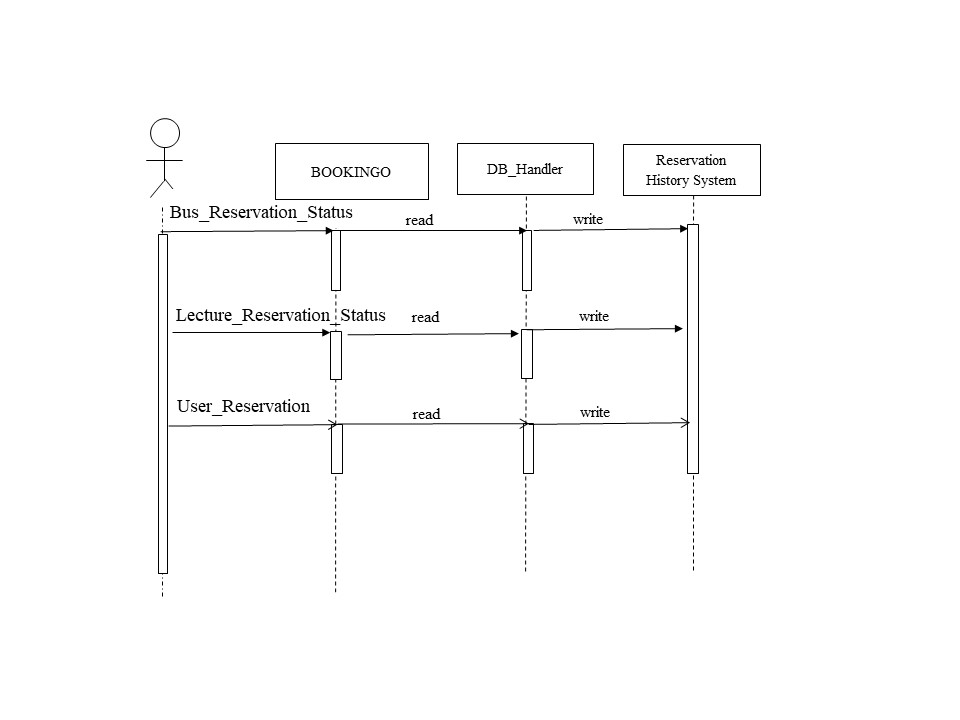 BOOKINGO
DB_Handler
Reservation
History System
Bus_Reservation_Status
read
write
Lecture_Reservation_Status
read
write
User_Reservation
read
write